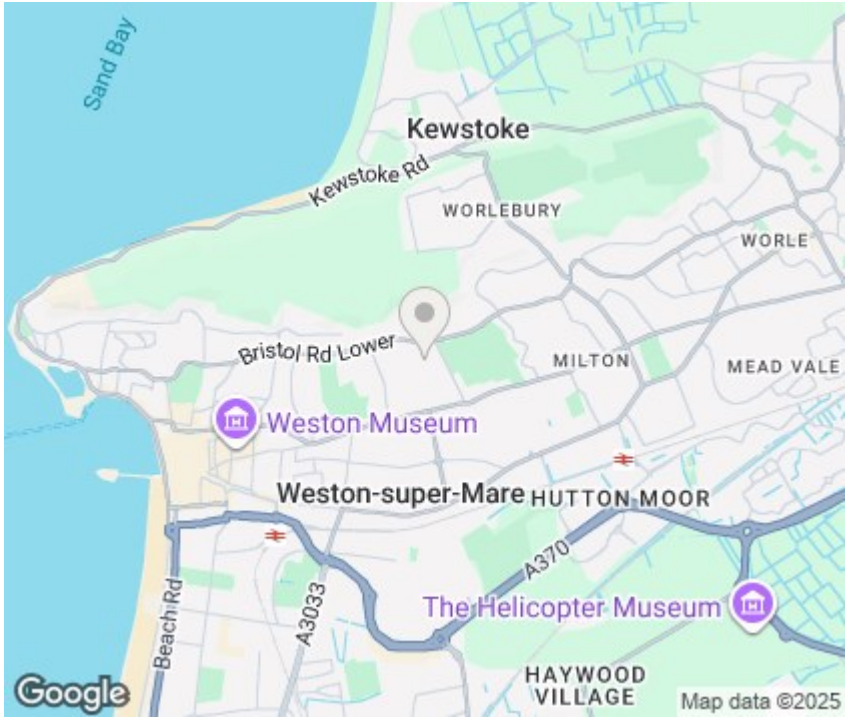 Sand Bay
Kewstoke
Kewstoke Rd
WORLEBURY
WORLE
Bristol Rd Lower
MILTON
MEAD VALE
Weston Museum
Weston-super-Mare
HUTTON MOOR
A370
Beach Rd
A3033
The Helicopter Museum
HAYWOOD
VILLAGE
Google
Map data ©2025